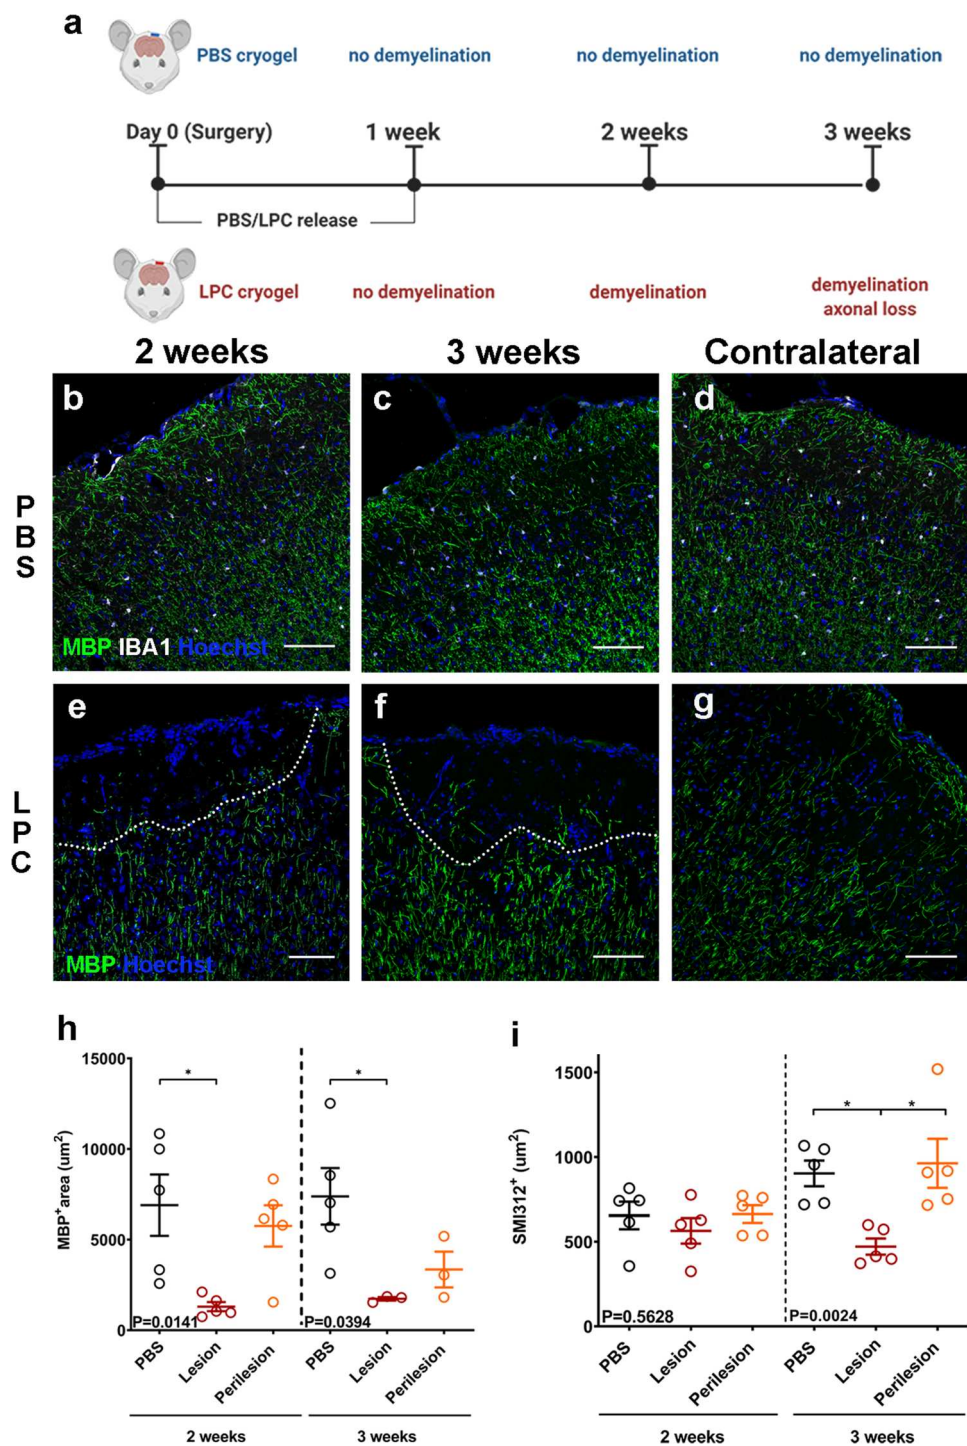 a
PBS cryogel no demyelination no demyelination no demyelination
Day 0 (Surgery) 1 week 2 weeks 3 weeks
PBS/LPC release
LPC cryogel no demyelination demyelination demyelination
axonal loss
2 weeks 3 weeks Contralateral
b c d
PBS
MBP IBA1 Hoechst
e f g
LPC
MBP Hoechst
h
MBP+area (um2)
15000
10000
5000
0
* *
P=0.0141 P=0.0394
PBS Lesion Perilesion PBS Lesion Perilesion
2 weeks 3 weeks
i
SMI312+ (um2)
1500
1000
500
0
* *
P=0.5628 P=0.0024
PBS Lesion Perilesion PBS Lesion Perilesion
2 weeks 3 weeks